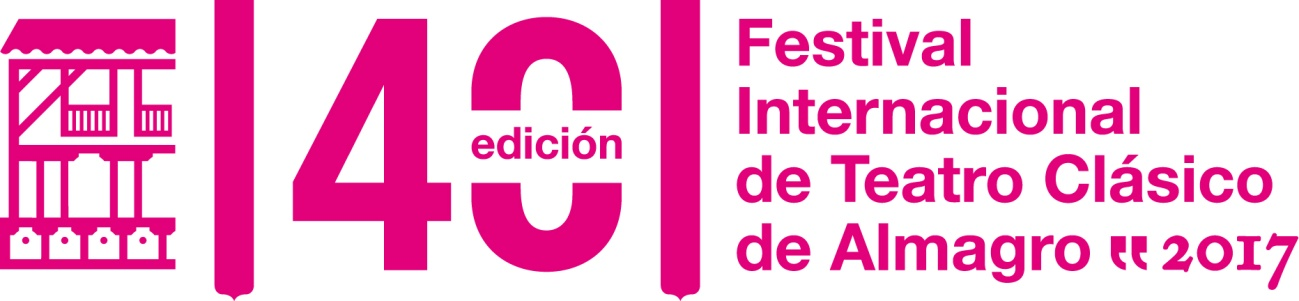 40
edición
Festival
Internacional
de Teatro Clásico
de Almagro “ 2017